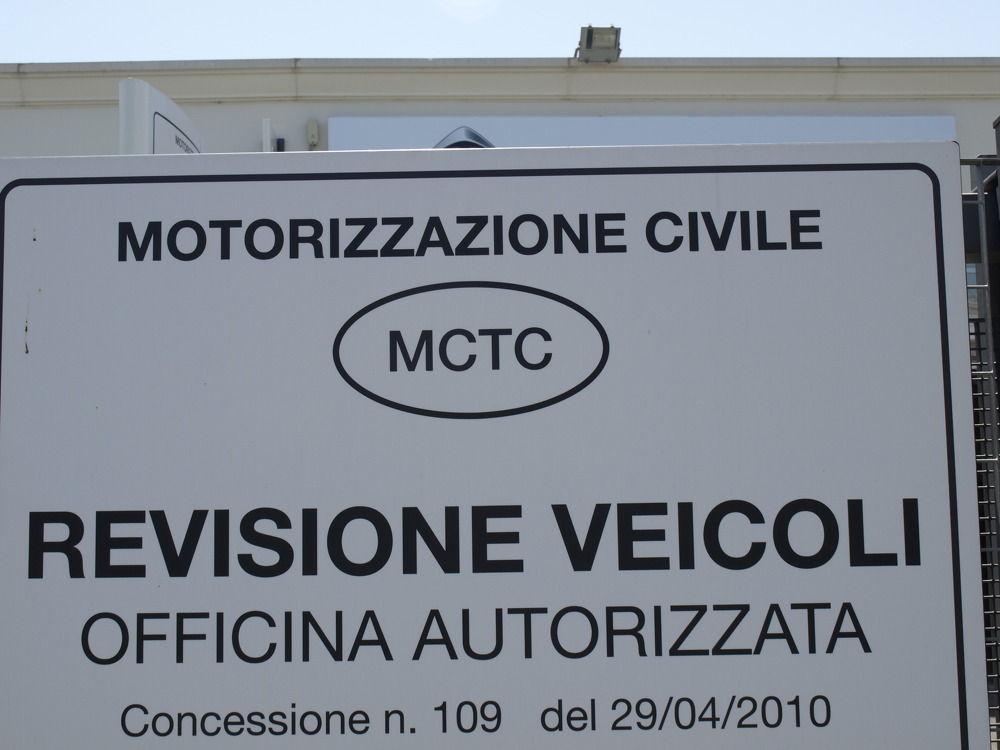 MOTORIZZAZIONE CIVILE
MCTC
REVISIONE VEICOLI
OFFICINA AUTORIZZATA
Concessione n. 109 del 29/04/2010